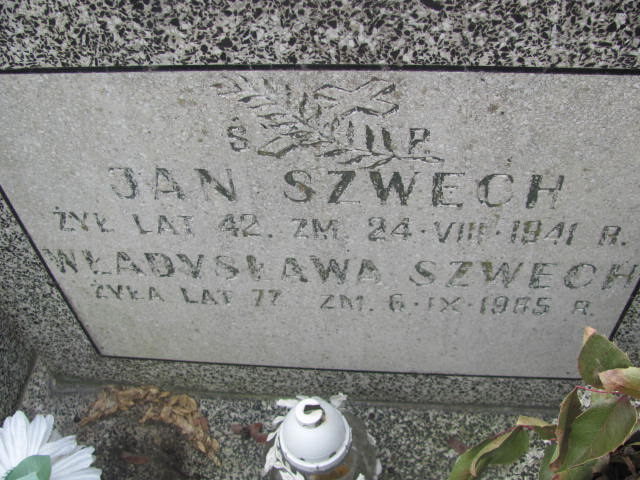 Ś P.
JAN SZWECH
ŻYŁ LAT 42. ZM. 24·VIII·1941 R.
WŁADYSŁAWA SZWECH
ŻYŁA LAT 77 ZM. 6·IX·1985 R.